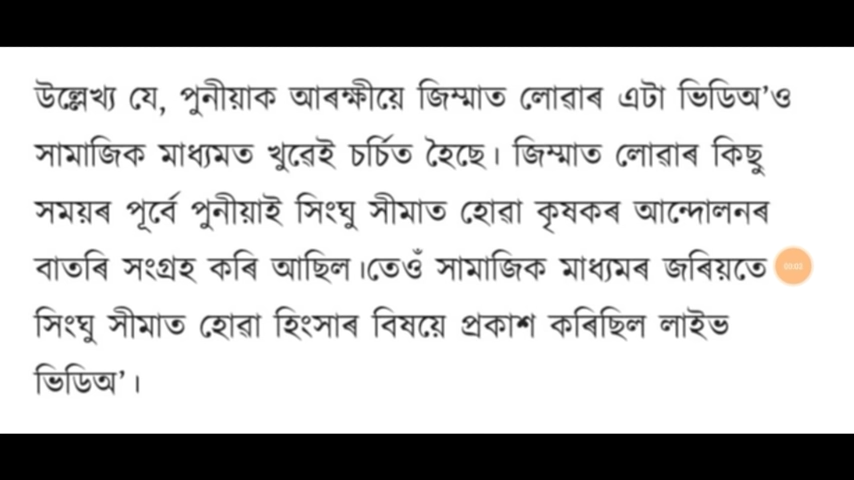 উল্লেখ্য যে, পুনীয়াক আৰক্ষীয়ে জিম্মাত লোৱাৰ এটা ভিডিঅ’ও
সামাজিক মাধ্যমত খুৱেই চৰ্চিত হৈছে। জিম্মাত লোৱাৰ কিছু
সময়ৰ পূৰ্বে পুনীয়াই সিংঘু সীমাত হোৱা কৃষকৰ আন্দোলনৰ
বাতৰি সংগ্ৰহ কৰি আছিল।তেওঁ সামাজিক মাধ্যমৰ জৰিয়তে
সিংঘু সীমাত হোৱা হিংসাৰ বিষয়ে প্ৰকাশ কৰিছিল লাইভ
ভিডিঅ’।